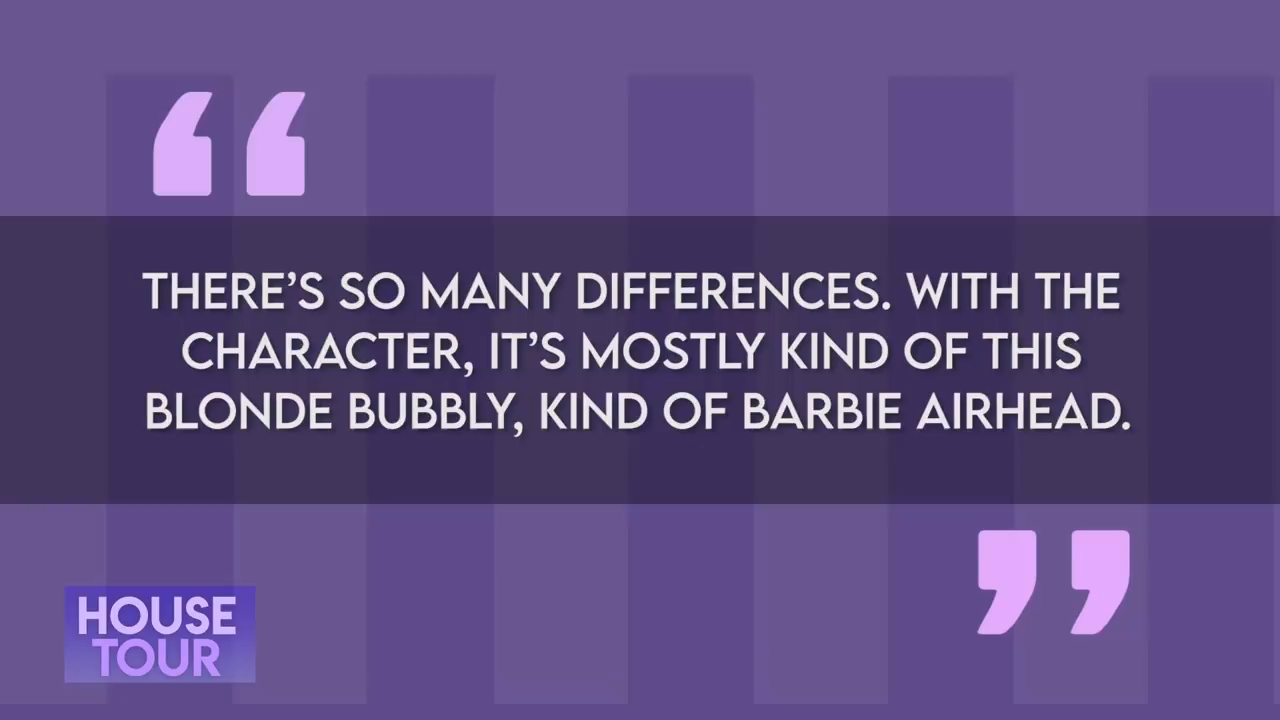 THERE’S SO MANY DIFFERENCES. WITH THE
CHARACTER, IT’S MOSTLY KIND OF THIS
BLONDE BUBBLY, KIND OF BARBIE AIRHEAD.
HOUSE
TOUR